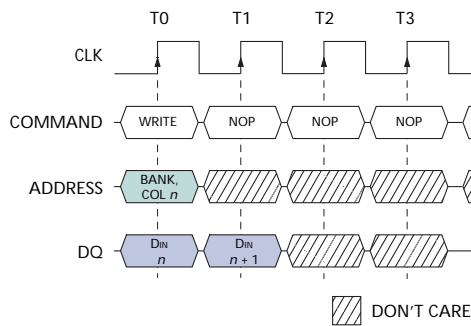 T0 T1 T2 T3
CLK
COMMAND WRITE NOP NOP NOP
ADDRESS BANK,
COL n
DQ DIN
n
DIN
n + 1
DON'T CARE